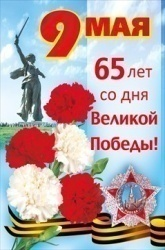 9 МАЯ
65 лет
со дня
Великой
Победы!